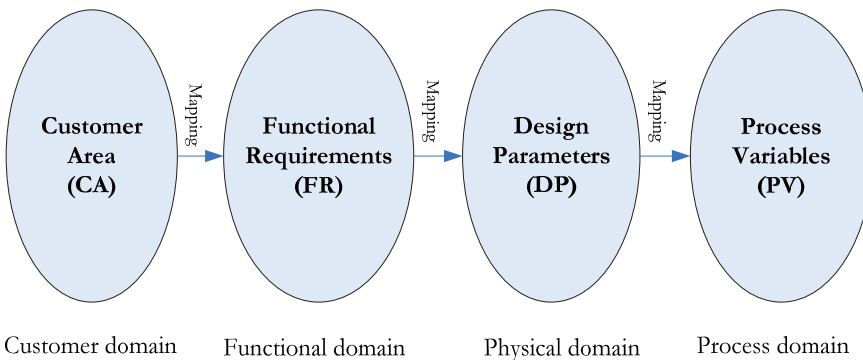 Customer
Area
(CA)
Mapping
Functional
Requirements
(FR)
Mapping
Design
Parameters
(DP)
Mapping
Process
Variables
(PV)
Customer domain
Functional domain
Physical domain
Process domain